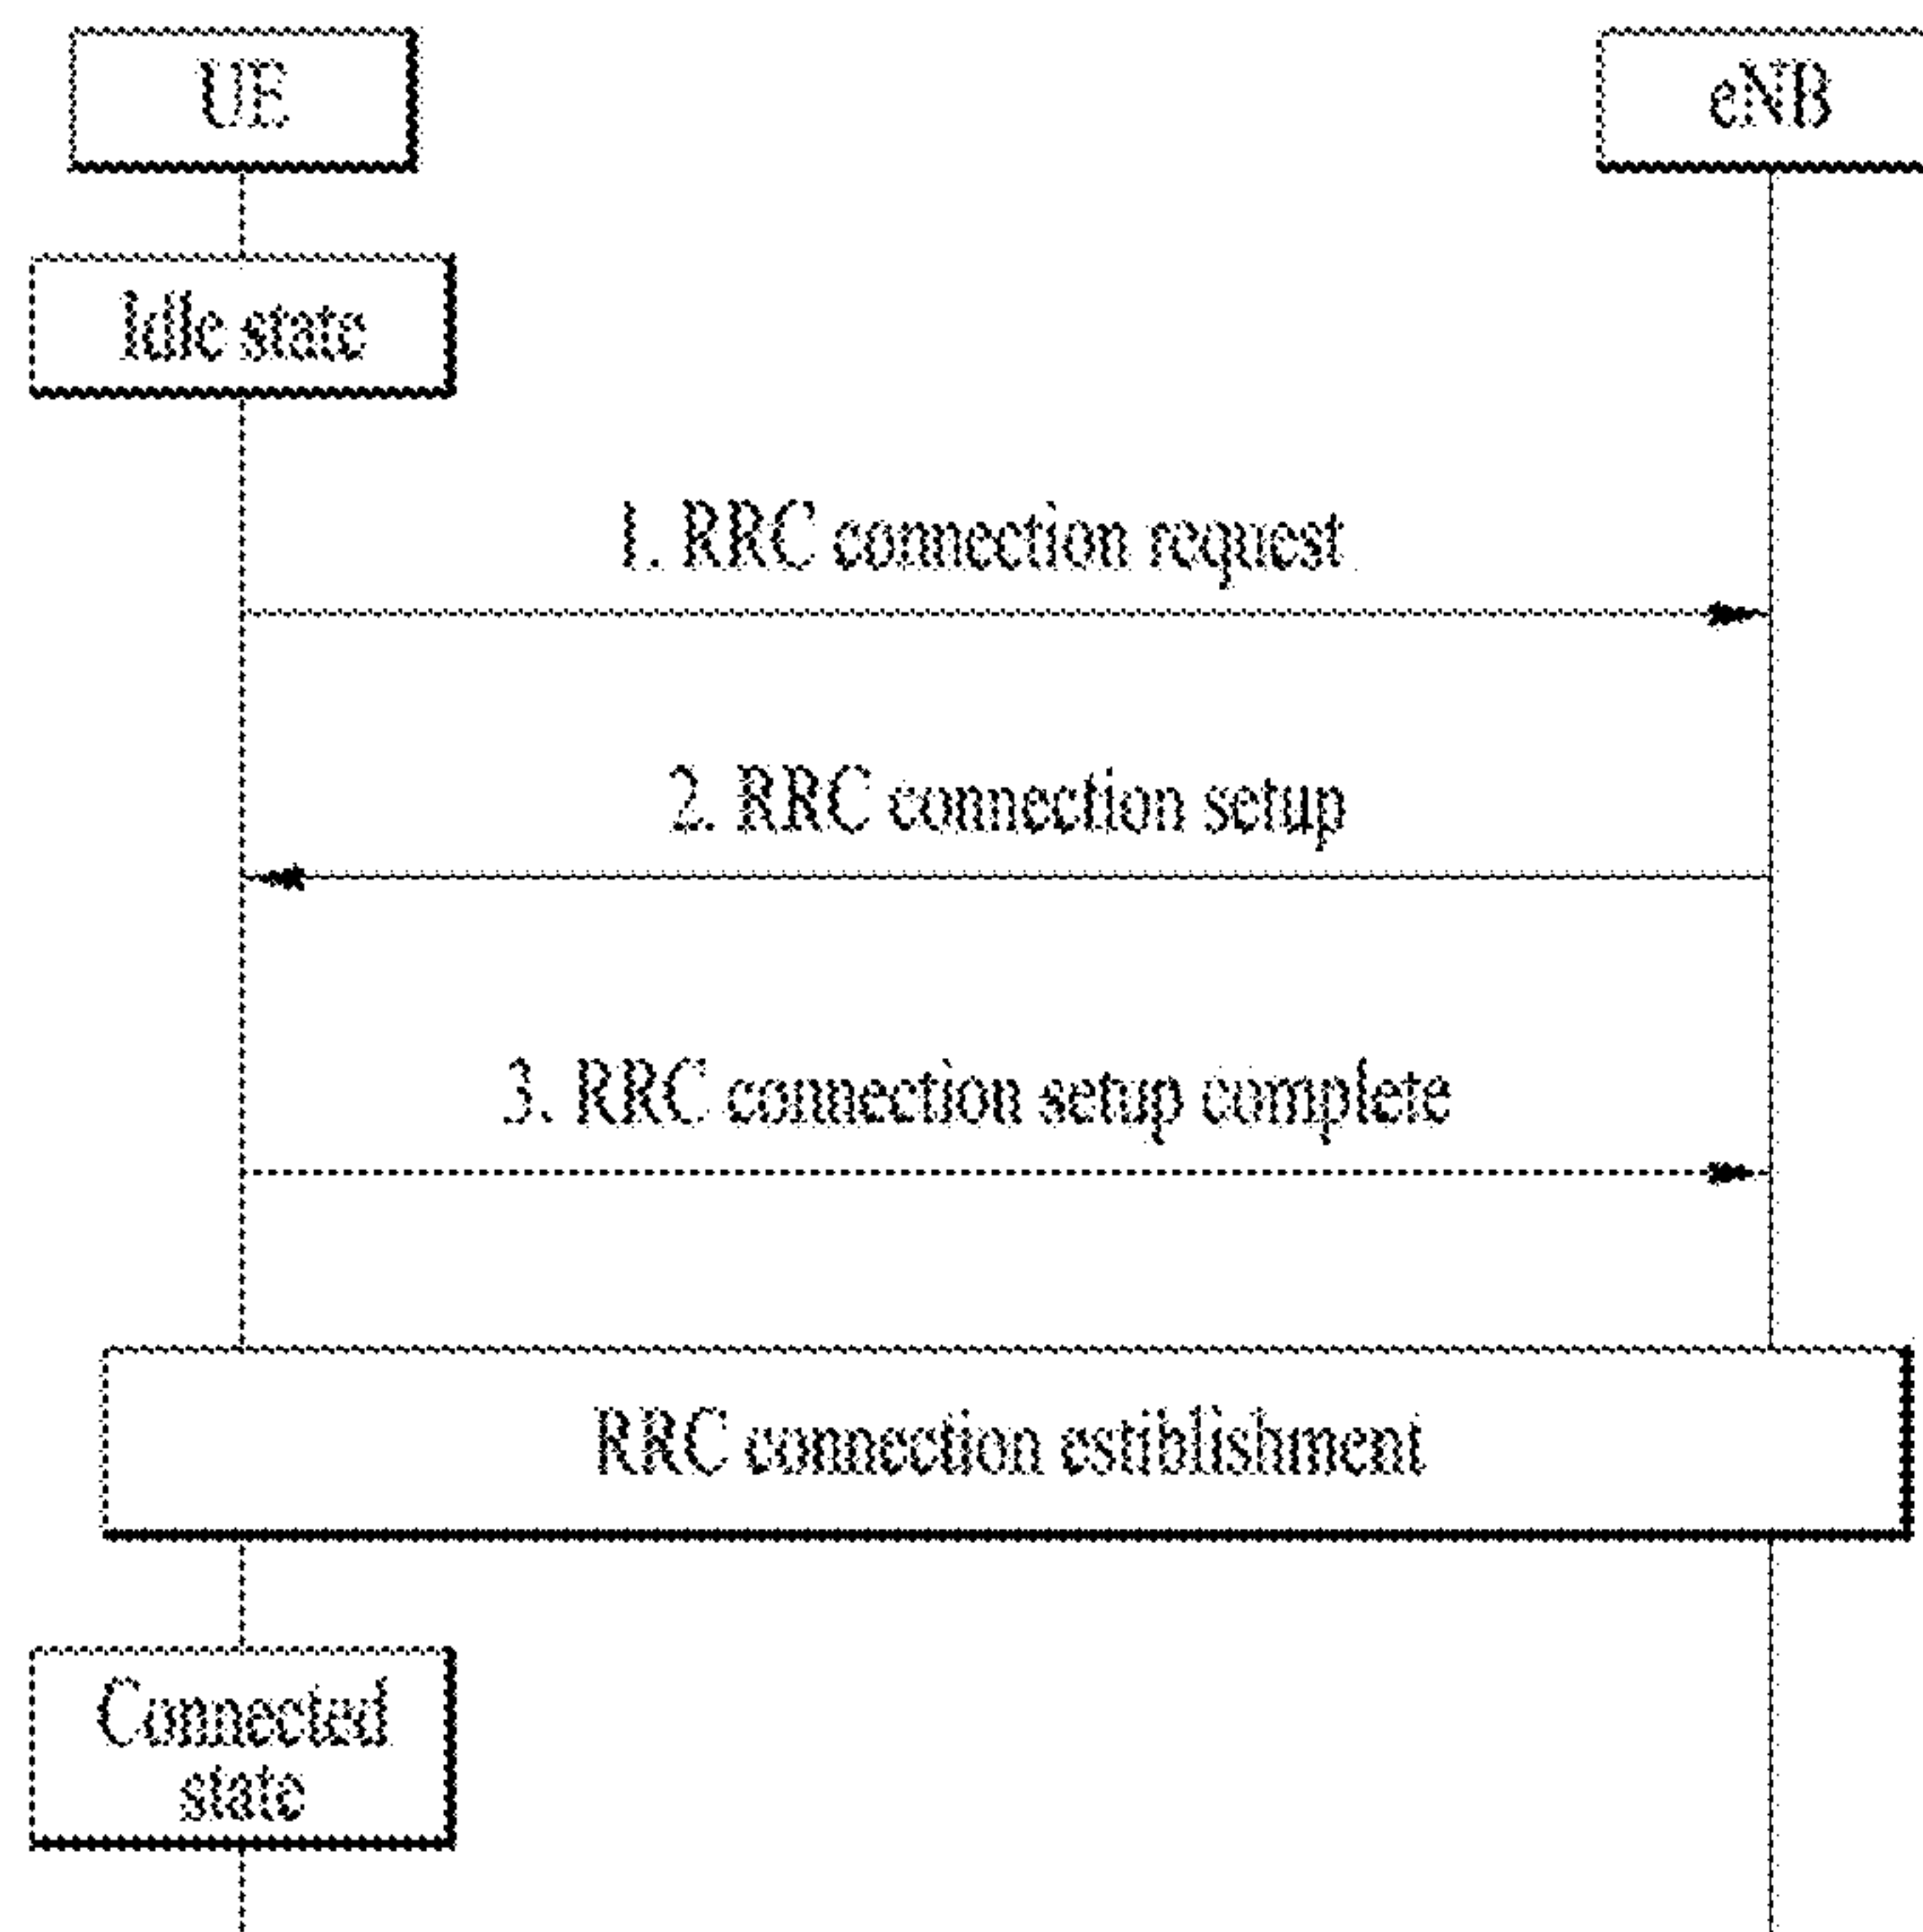 UE
eNB
Idle state
1. RRC connection request
2. RRC connection setup
3. RRC connection setup complete
RRC connection estiblishment
Connected
state